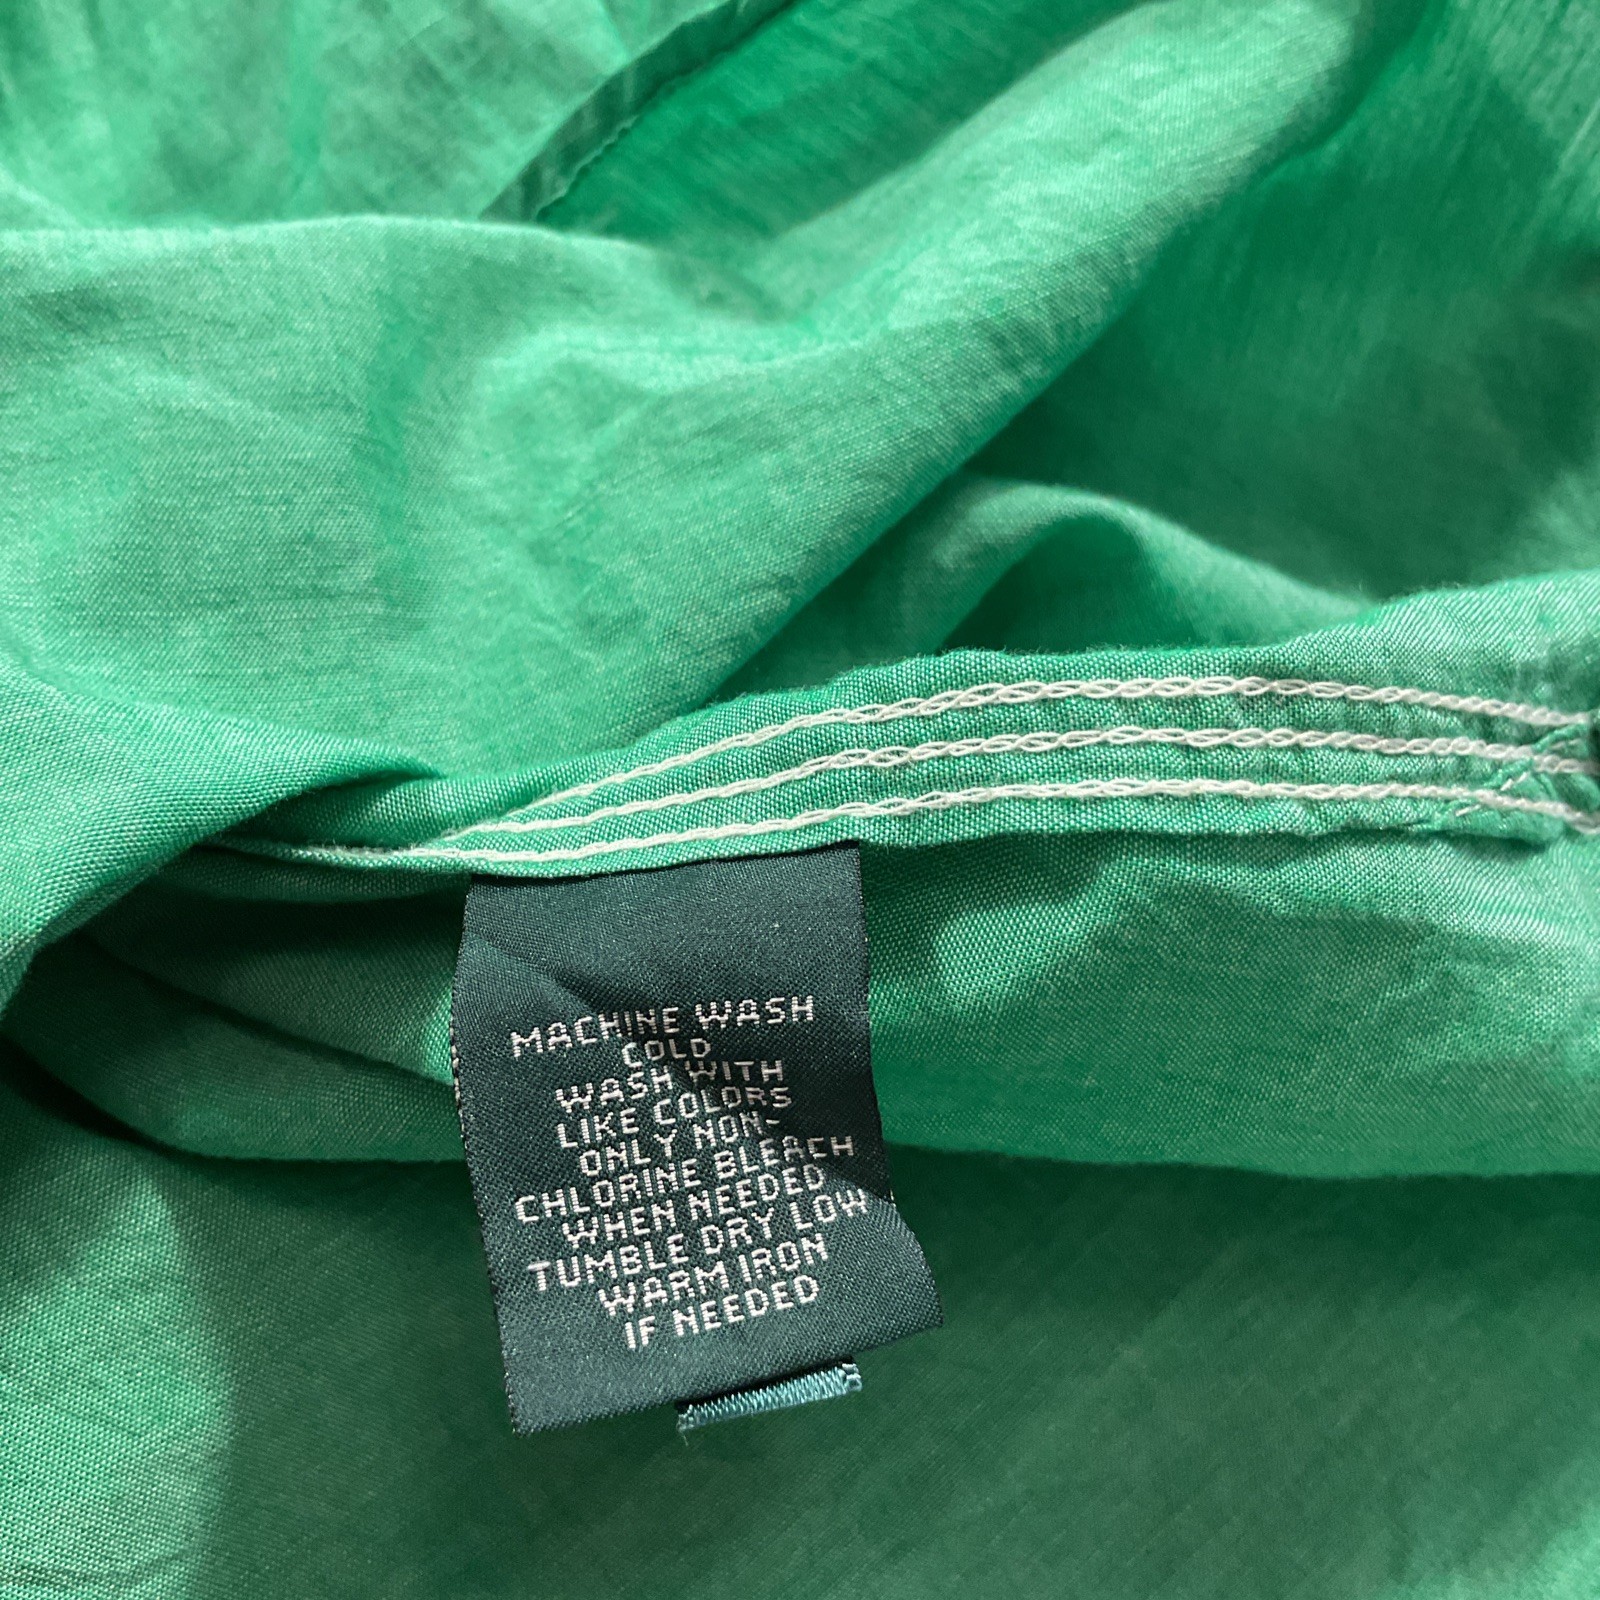 MACHINE WASH
COLD
WASH WITH
LIKE COLORS
ONLY NON-
CHLORINE BLEACH
WHEN NEEDED
TUMBLE DRY LOW
WARM IRON
IF NEEDED